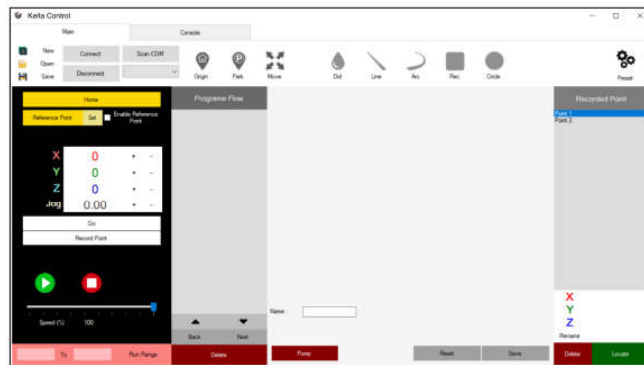 Keita Control
Main
Console
New
Open
Save
Connect
Disconnect
Scan COM
Origin
Park
Move
Dot
Line
Arc
Rec
Circle
Preset
Home
Reference Point
Set
Enable Reference Point
X 0 + -
Y 0 + -
Z 0 + -
Jog 0.00 + -
Go
Record Point
Speed (%) 100
To
Run Range
Programme Flow
Back
Next
Delete
Name
Pump
Reset
Save
Recorded Point
Point 1
Point 2
X
Y
Z
Rename
Delete
Locate